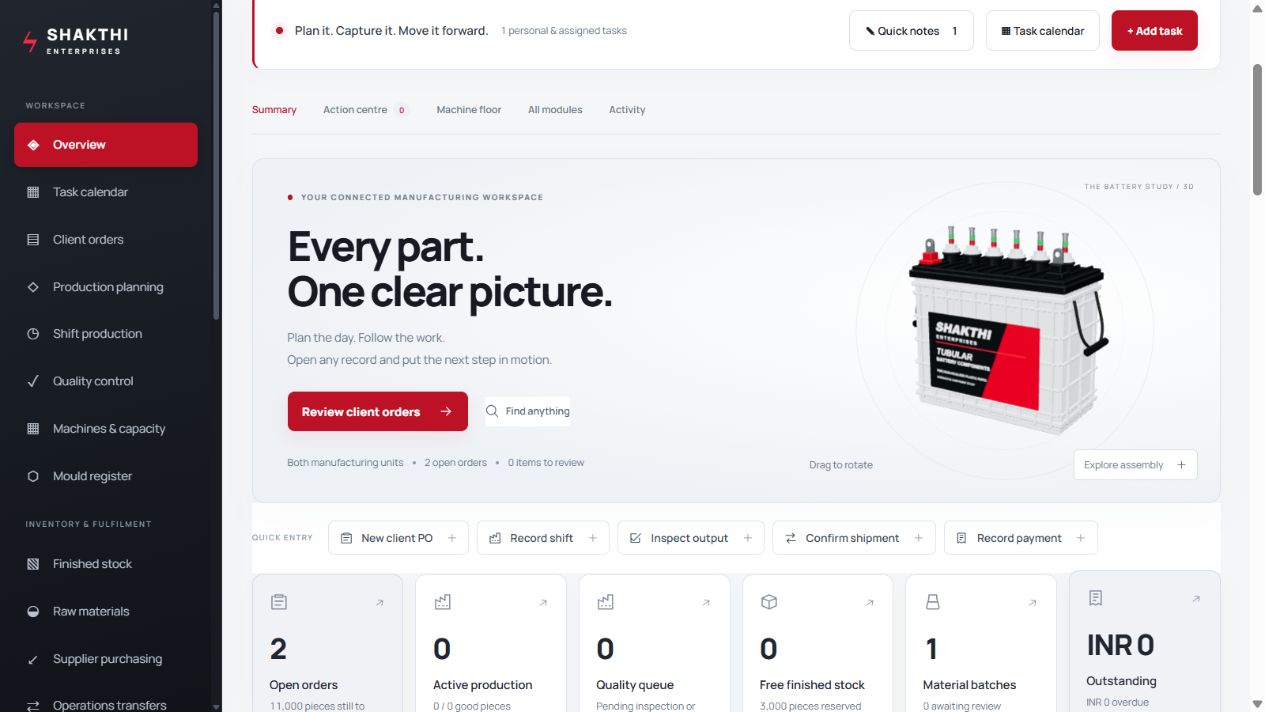 SHAKTHI
ENTERPRISES
WORKSPACE
Overview
Task calendar
Client orders
Production planning
Shift production
Quality control
Machines & capacity
Mould register
INVENTORY & FULFILMENT
Finished stock
Raw materials
Supplier purchasing
Operations transfers
Plan it. Capture it. Move it forward. 1 personal & assigned tasks
Quick notes 1
Task calendar
+ Add task
Summary Action centre 0 Machine floor All modules Activity
YOUR CONNECTED MANUFACTURING WORKSPACE
THE BATTERY STUDY / 3D
Every part.
One clear picture.
Plan the day. Follow the work.
Open any record and put the next step in motion.
Review client orders →
Find anything
Both manufacturing units • 2 open orders • 0 items to review
SHAKTHI
ENTERPRISES
TUBULAR
BATTERY COMPONENTS
Drag to rotate
Explore assembly +
QUICK ENTRY
New client PO +
Record shift +
Inspect output +
Confirm shipment +
Record payment +
2
Open orders
11,000 pieces still to
0
Active production
0 / 0 good pieces
0
Quality queue
Pending inspection or
0
Free finished stock
3,000 pieces reserved
1
Material batches
0 awaiting review
INR 0
Outstanding
INR 0 overdue